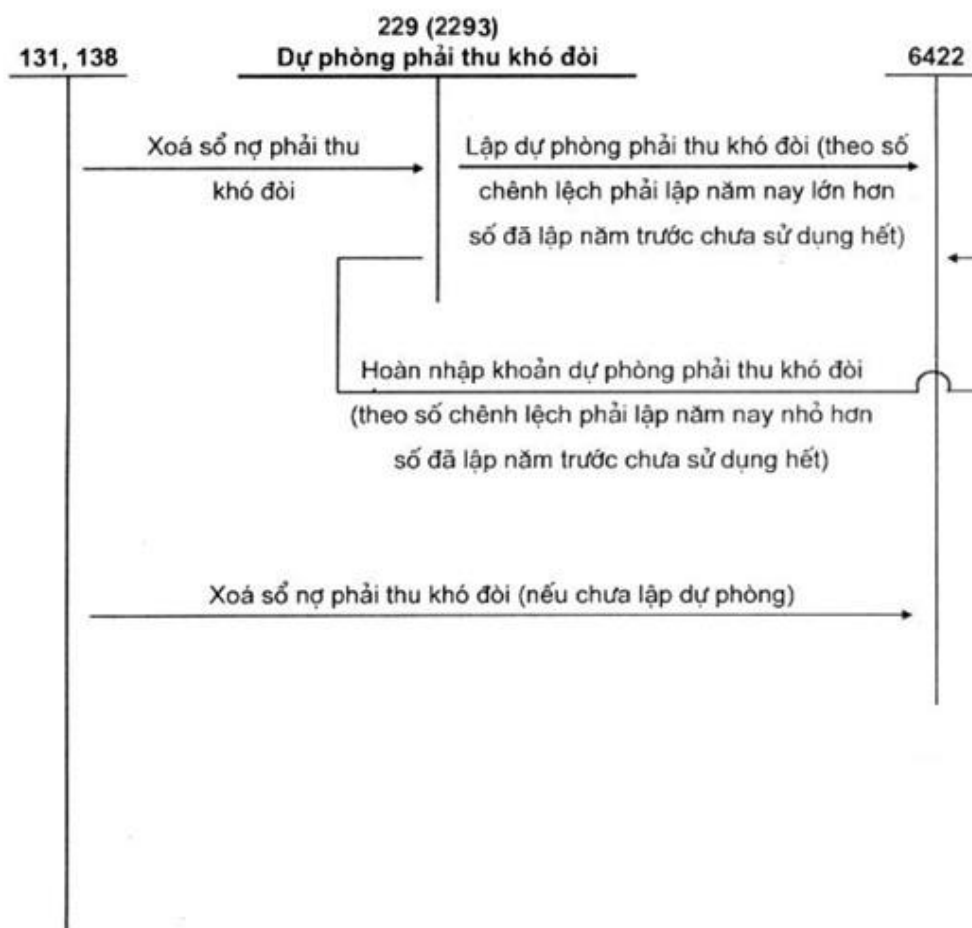 229 (2293)
131, 138
Dự phòng phải thu khó đòi
6422
Xoá sổ nợ phải thu
khó đòi
Lập dự phòng phải thu khó đòi (theo số
chênh lệch phải lập năm nay lớn hơn
số đã lập năm trước chưa sử dụng hết)
Hoàn nhập khoản dự phòng phải thu khó đòi
(theo số chênh lệch phải lập năm nay nhỏ hơn
số đã lập năm trước chưa sử dụng hết)
Xoá sổ nợ phải thu khó đòi (nếu chưa lập dự phòng)